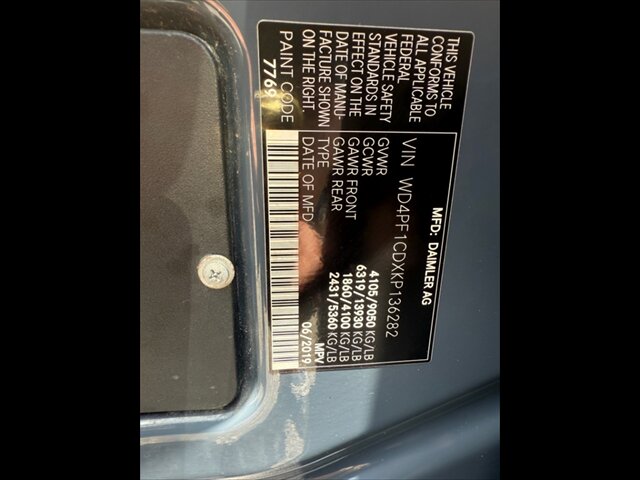 MFD: DAIMLER AG
THIS VEHICLE
CONFORMS TO
ALL APPLICABLE
FEDERAL
VEHICLE SAFETY
STANDARDS IN
EFFECT ON THE
DATE OF MANU-
FACTURE SHOWN
ON THE RIGHT.
PAINT CODE
7769
VIN WD4PF1CDXKP136282
GVWR 4105/9050 KG/LB
GCWR 6319/13930 KG/LB
GAWR FRONT 1860/4100 KG/LB
GAWR REAR 2431/5360 KG/LB
TYPE MPV
DATE OF MFD 06/2019